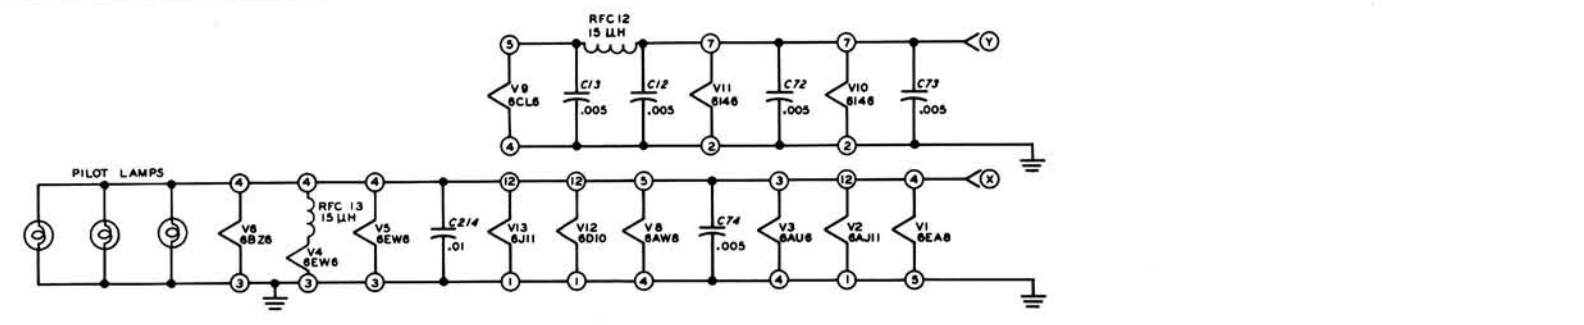 RFC 12
15 µH
5
7
7
Y
V9
6CL6
C13
.005
C12
.005
V11
6146
C72
.005
V10
6146
C73
.005
4
2
2
PILOT LAMPS
4
4
4
12
12
5
3
12
4
X
RFC 13
15 µH
V6
6BZ6
V4
6EW6
V5
6EW6
C214
.01
V13
6J11
V12
6D10
V8
6AW8
C74
.005
V3
6AU6
V2
6AJ11
V1
6EA8
3
3
3
1
1
4
4
1
5